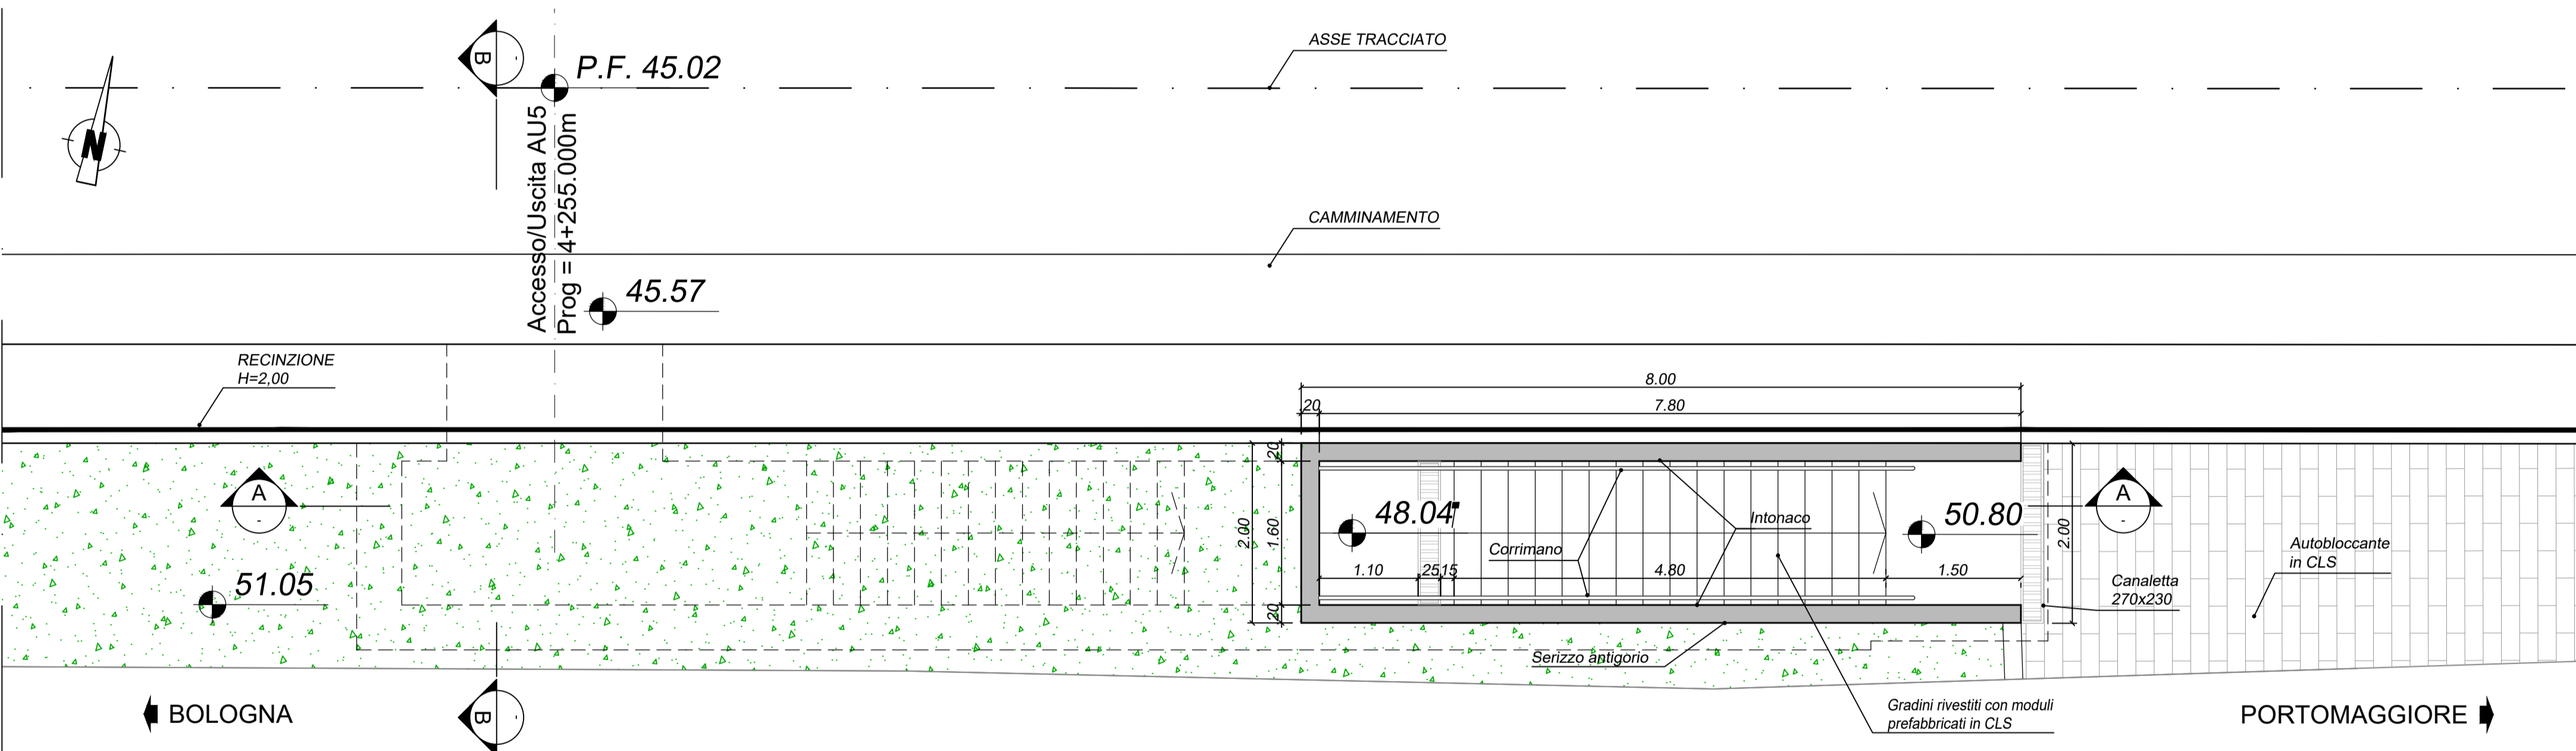 ASSE TRACCIATO
B
-
P.F. 45.02
N
Accesso/Uscita AU5
Prog = 4+255.000m
CAMMINAMENTO
45.57
RECINZIONE
H=2,00
8.00
20
7.80
20
A
-
48.04
50.80
A
-
2.00
1.60
Intonaco
2.00
Corrimano
Autobloccante
in CLS
51.05
1.10
25
15
4.80
1.50
Canaletta
270x230
20
Serizzo antigorio
Gradini rivestiti con moduli
prefabbricati in CLS
BOLOGNA
B
-
PORTOMAGGIORE